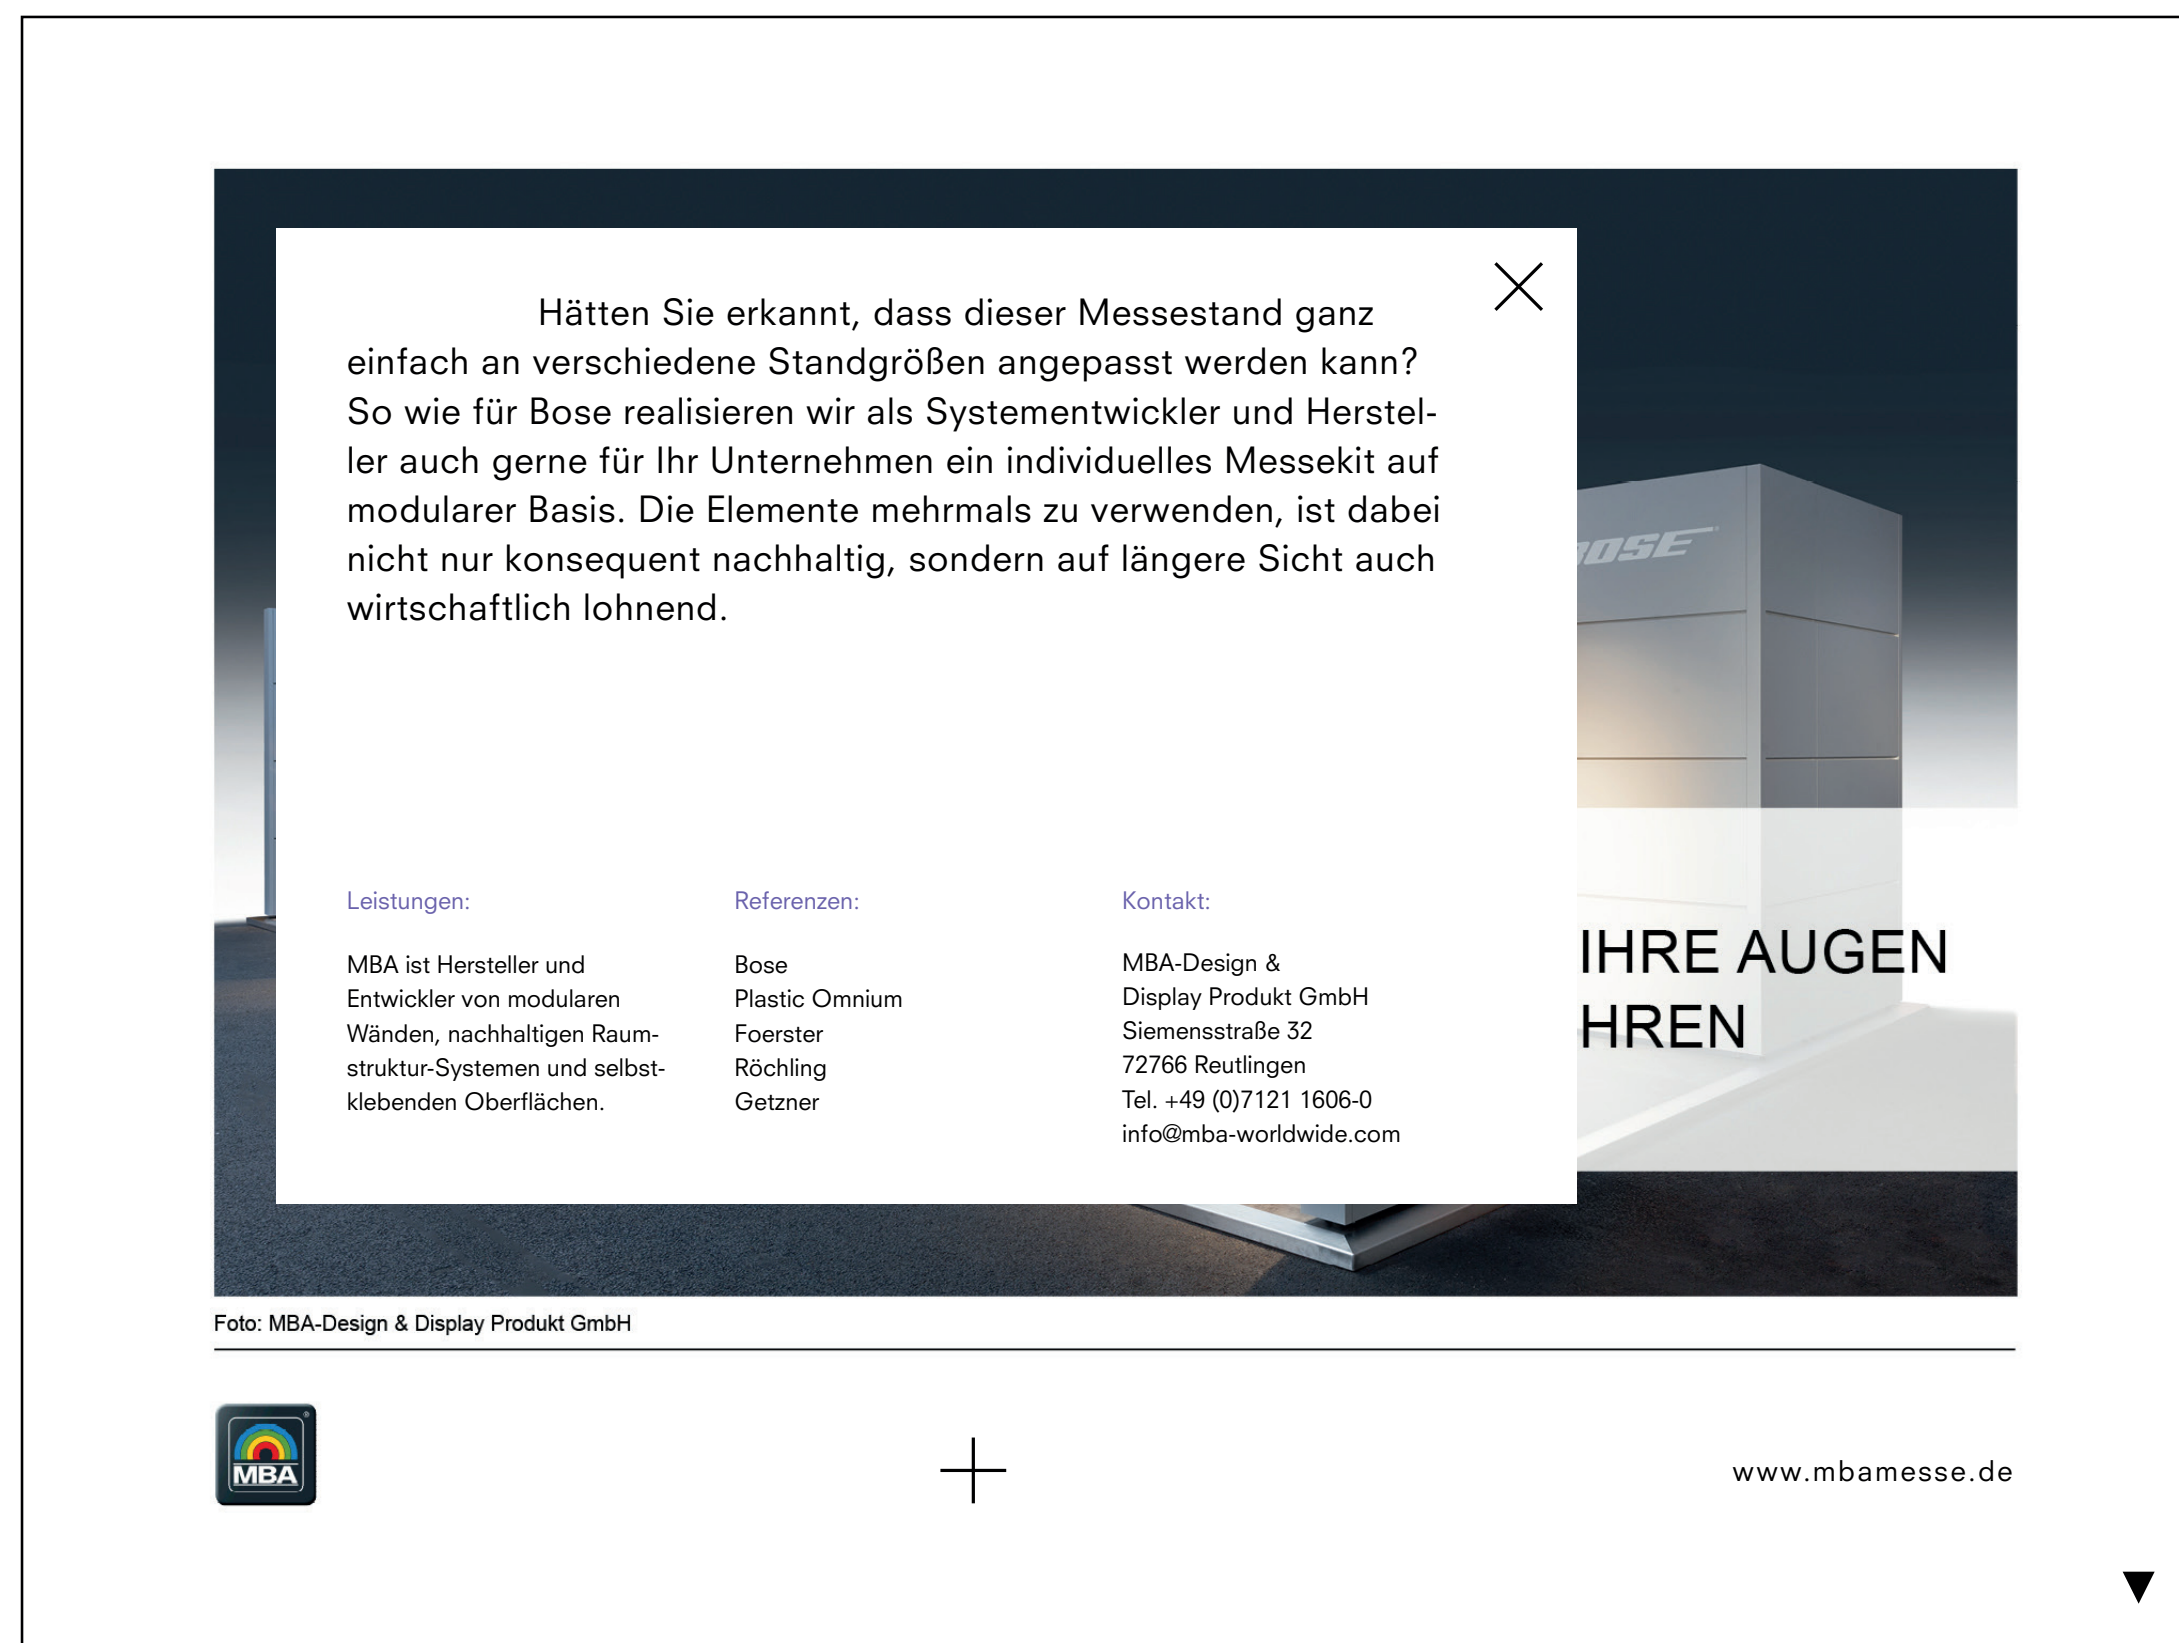 Hätten Sie erkannt, dass dieser Messestand ganz
einfach an verschiedene Standgrößen angepasst werden kann?
So wie für Bose realisieren wir als Systementwickler und Herstel-
ler auch gerne für Ihr Unternehmen ein individuelles Messekit auf
modularer Basis. Die Elemente mehrmals zu verwenden, ist dabei
nicht nur konsequent nachhaltig, sondern auf längere Sicht auch
wirtschaftlich lohnend.
BOSE
Leistungen:
MBA ist Hersteller und
Entwickler von modularen
Wänden, nachhaltigen Raum-
struktur-Systemen und selbst-
klebenden Oberflächen.
Referenzen:
Bose
Plastic Omnium
Foerster
Röchling
Getzner
Kontakt:
MBA-Design &
Display Produkt GmbH
Siemensstraße 32
72766 Reutlingen
Tel. +49 (0)7121 1606-0
info@mba-worldwide.com
IHRE AUGEN
HREN
Foto: MBA-Design & Display Produkt GmbH
MBA
www.mbamesse.de